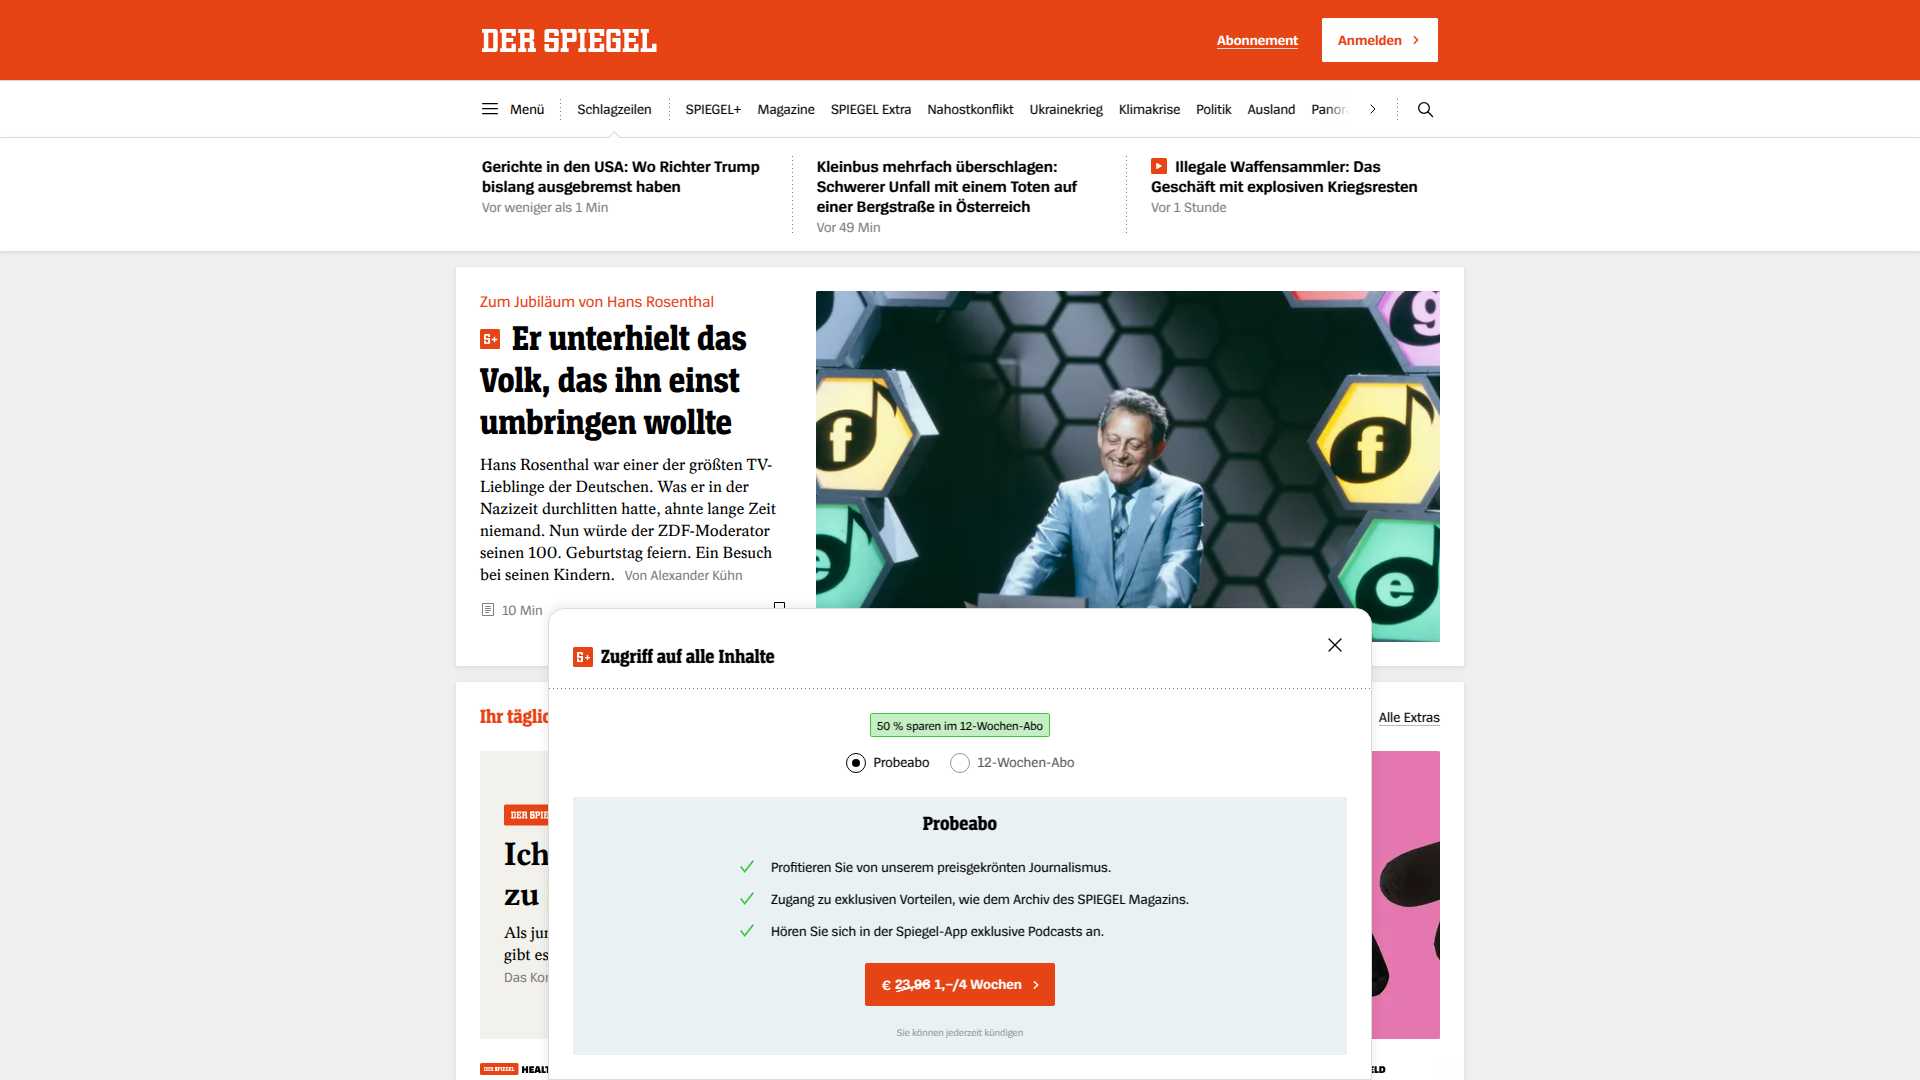 DER SPIEGEL
Abonnement
Anmelden
Menü
Schlagzeilen
SPIEGEL+
Magazine
SPIEGEL Extra
Nahostkonflikt
Ukrainekrieg
Klimakrise
Politik
Ausland
Panor
Gerichte in den USA: Wo Richter Trump
bislang ausgebremst haben
Vor weniger als 1 Min
Kleinbus mehrfach überschlagen:
Schwerer Unfall mit einem Toten auf
einer Bergstraße in Österreich
Vor 49 Min
Illegale Waffensammler: Das
Geschäft mit explosiven Kriegsresten
Vor 1 Stunde
Zum Jubiläum von Hans Rosenthal
S+ Er unterhielt das
Volk, das ihn einst
umbringen wollte
Hans Rosenthal war einer der größten TV-
Lieblinge der Deutschen. Was er in der
Nazizeit durchlitten hatte, ahnte lange Zeit
niemand. Nun würde der ZDF-Moderator
seinen 100. Geburtstag feiern. Ein Besuch
bei seinen Kindern. Von Alexander Kühn
10 Min
g
f
f
e
e
S+ Zugriff auf alle Inhalte
50 % sparen im 12-Wochen-Abo
Probeabo
12-Wochen-Abo
Probeabo
Profitieren Sie von unserem preisgekrönten Journalismus.
Zugang zu exklusiven Vorteilen, wie dem Archiv des SPIEGEL Magazins.
Hören Sie sich in der Spiegel-App exklusive Podcasts an.
€ 23,96 1,–/4 Wochen
Sie können jederzeit kündigen
Ihr täglic
Alle Extras
DER SPIE
Ich
zu
Als jun
gibt es
Das Kor
DER SPIEGEL HEALT
ELD